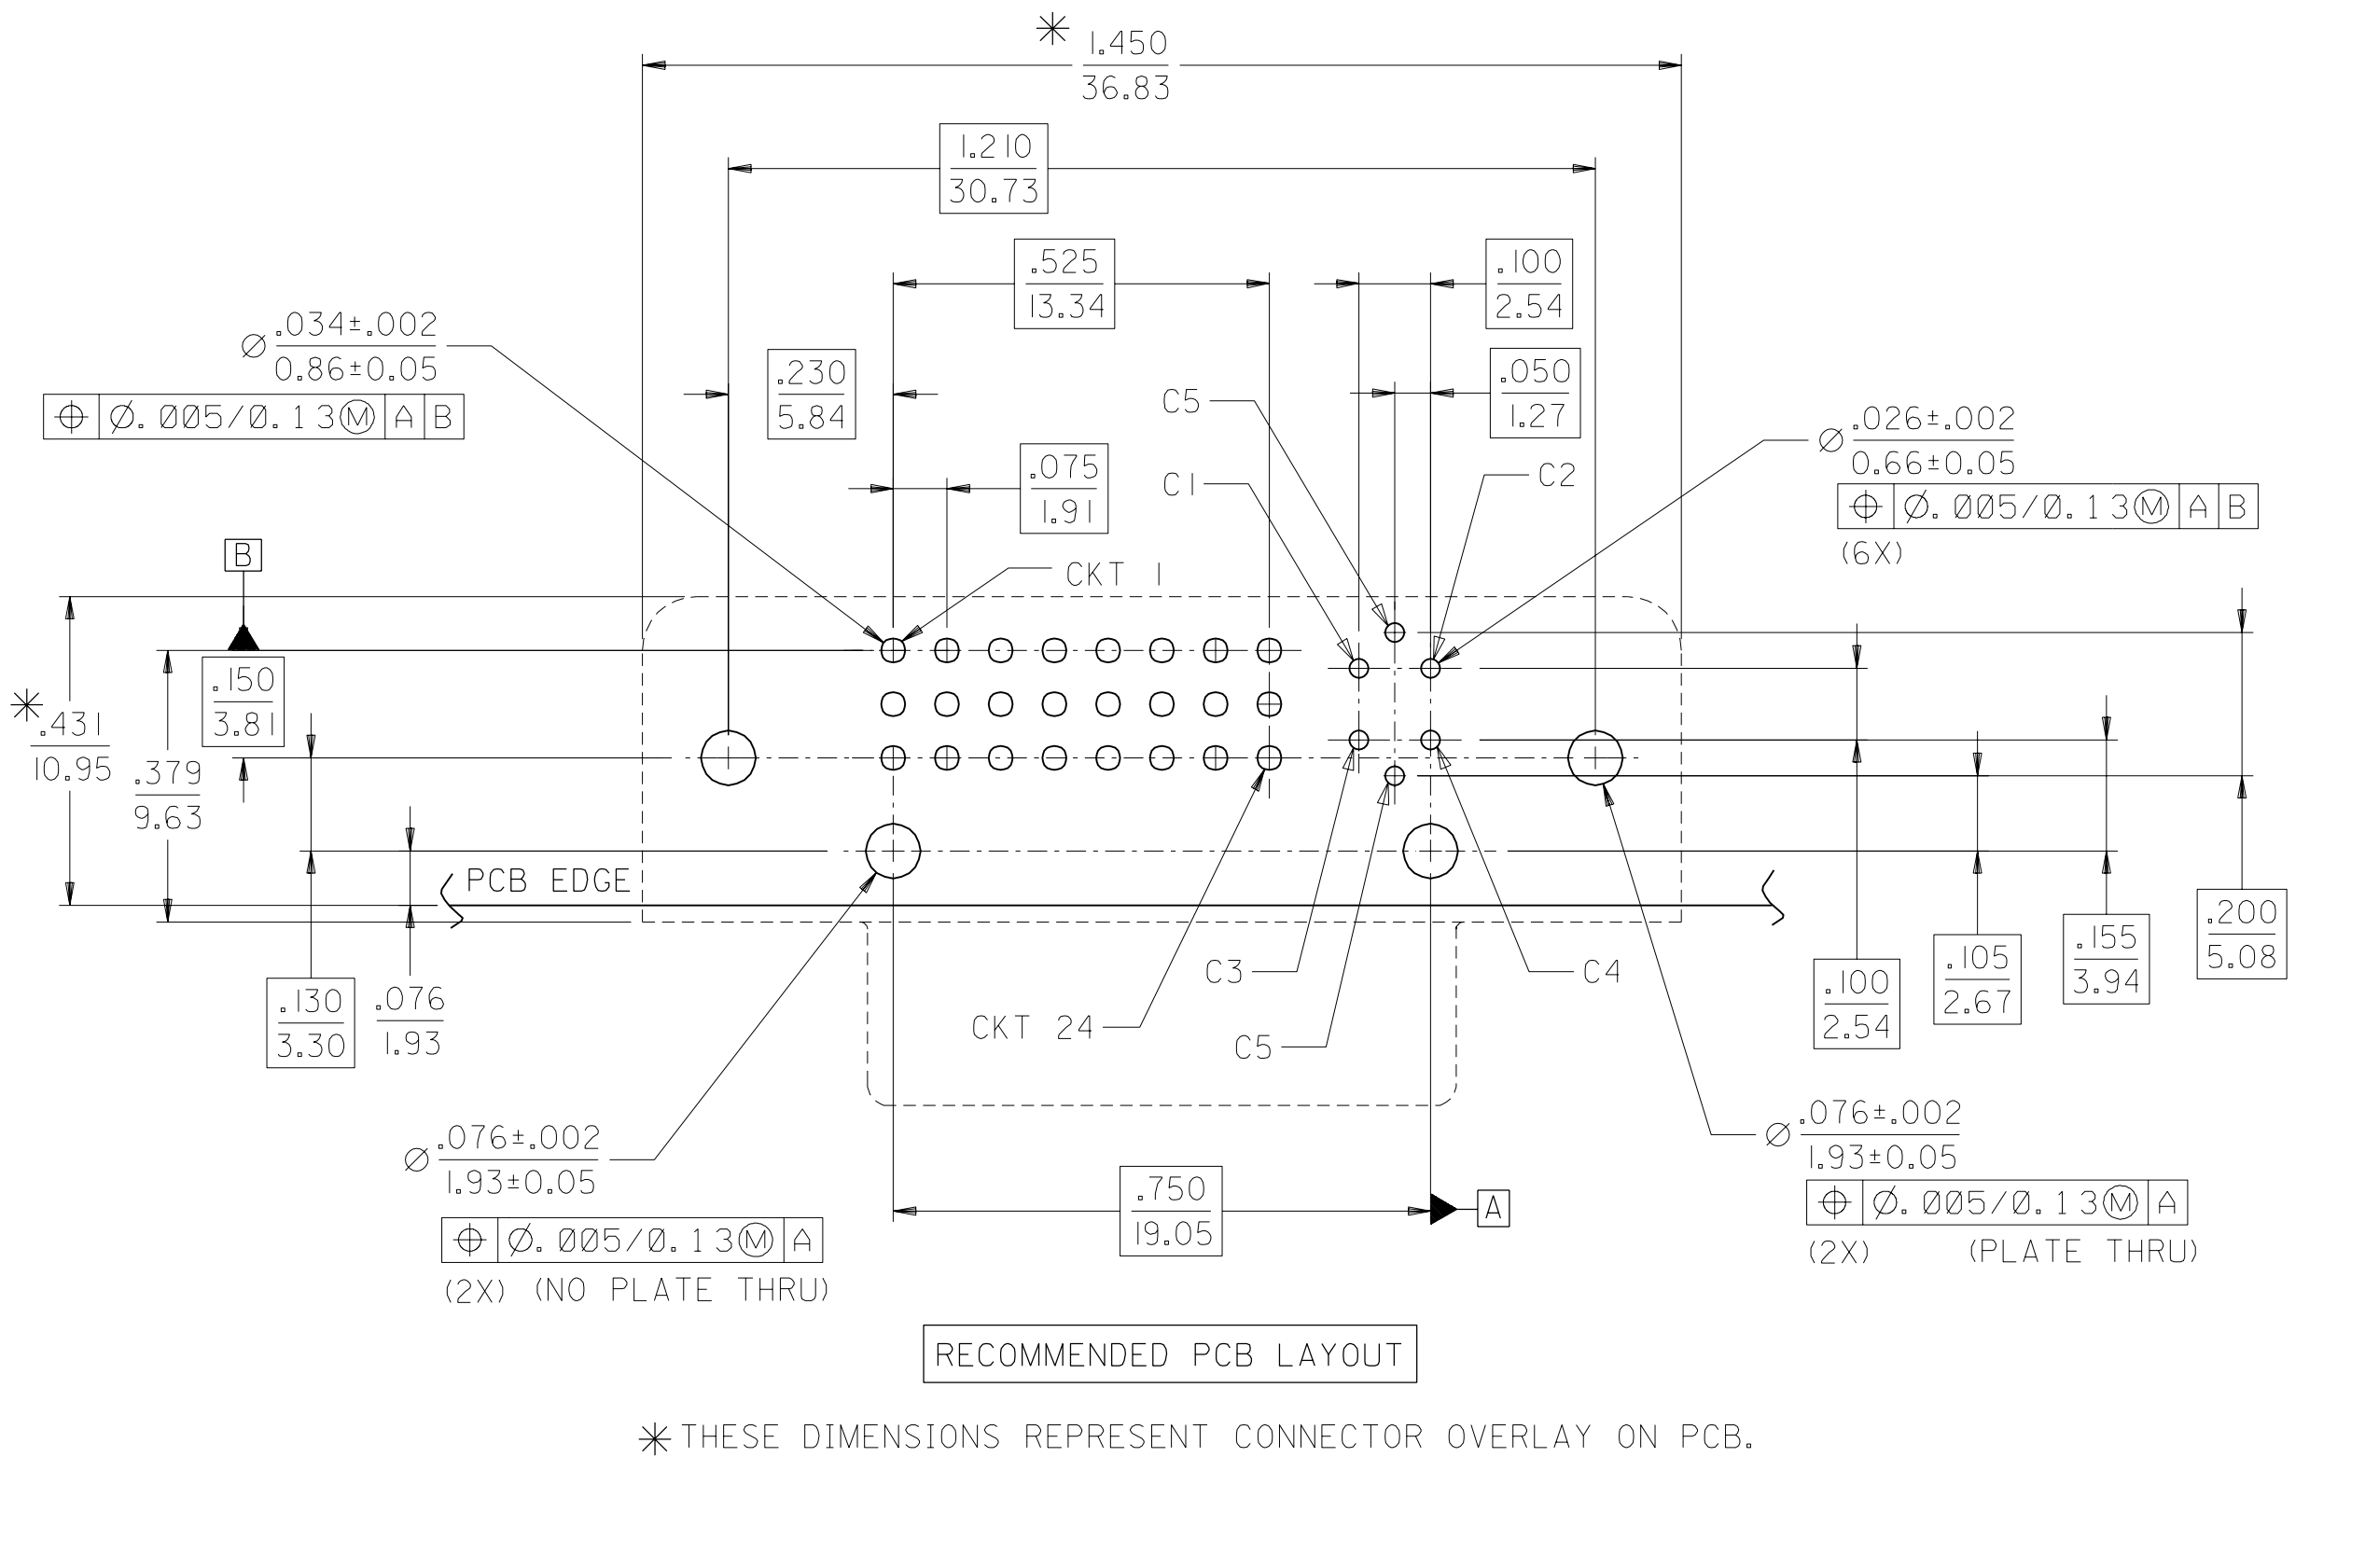 * 1.450
36.83
1.210
30.73
.525
13.34
.100
2.54
⌀ .034±.002
0.86±0.05
⌖ ⌀.005/0.13Ⓜ A B
.230
5.84
.050
1.27
C5
.075
1.91
C1
C2
⌀ .026±.002
0.66±0.05
⌖ ⌀.005/0.13Ⓜ A B
(6X)
B
CKT 1
.150
3.81
* .431
10.95
.379
9.63
PCB EDGE
.130
3.30
.076
1.93
C3
C4
CKT 24
C5
.100
2.54
.105
2.67
.155
3.94
.200
5.08
⌀ .076±.002
1.93±0.05
⌖ ⌀.005/0.13Ⓜ A
(2X) (NO PLATE THRU)
.750
19.05
A
⌀ .076±.002
1.93±0.05
⌖ ⌀.005/0.13Ⓜ A
(2X) (PLATE THRU)
RECOMMENDED PCB LAYOUT
* THESE DIMENSIONS REPRESENT CONNECTOR OVERLAY ON PCB.